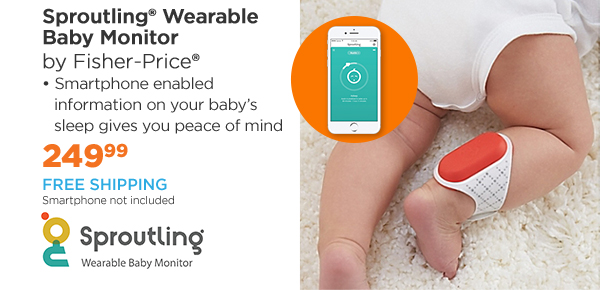 Sproutling® Wearable
Baby Monitor
by Fisher-Price®
• Smartphone enabled
information on your baby's
sleep gives you peace of mind
249⁹⁹
FREE SHIPPING
Smartphone not included
Sproutling
Wearable Baby Monitor
Sproutling